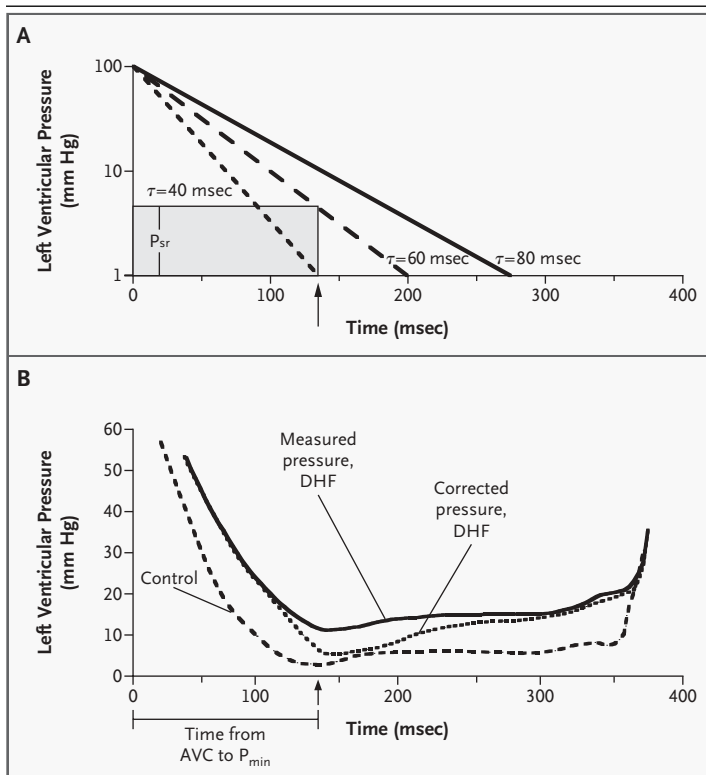 A
Left Ventricular Pressure
(mm Hg)
100
10
1
τ=40 msec
Psr
τ=60 msec
τ=80 msec
0
100
200
300
400
Time (msec)
B
Left Ventricular Pressure
(mm Hg)
60
50
40
30
20
10
0
Measured
pressure,
DHF
Corrected
pressure,
DHF
Control
0
100
200
300
400
Time (msec)
Time from
AVC to Pmin